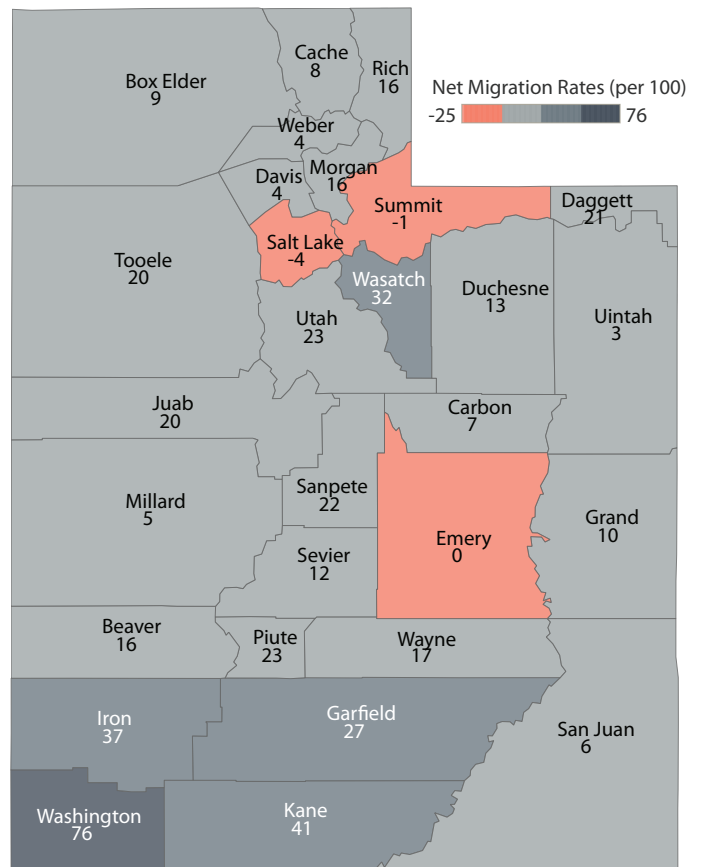 Cache
8
Rich
16
Box Elder
9
Net Migration Rates (per 100)
-25 76
Weber
4
Morgan
16
Davis
4
Summit
-1
Daggett
21
Salt Lake
-4
Tooele
20
Wasatch
32
Duchesne
13
Uintah
3
Utah
23
Juab
20
Carbon
7
Sanpete
22
Millard
5
Grand
10
Emery
0
Sevier
12
Beaver
16
Piute
23
Wayne
17
Iron
37
Garfield
27
San Juan
6
Washington
76
Kane
41